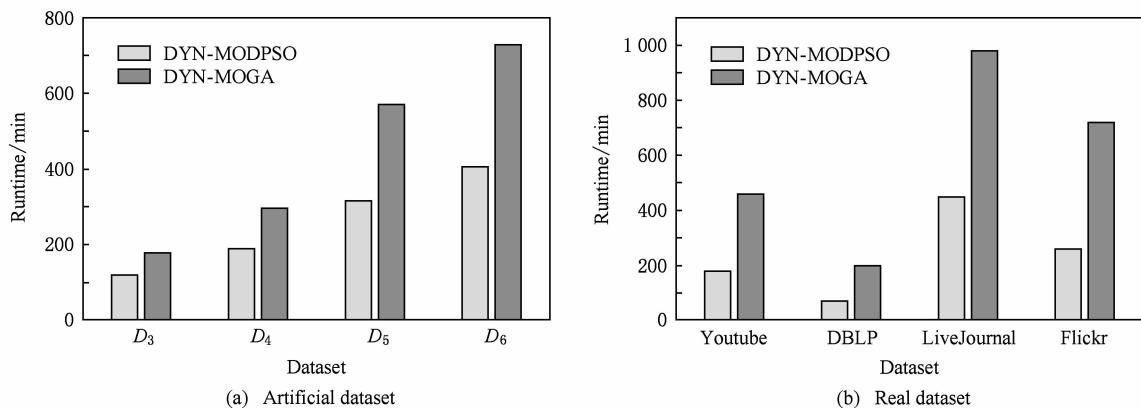 800
600
400
200
0
Runtime/min
DYN-MODPSO
DYN-MOGA
D₃ D₄ D₅ D₆
Dataset
(a) Artificial dataset
1 000
800
600
400
200
0
Runtime/min
DYN-MODPSO
DYN-MOGA
Youtube DBLP LiveJournal Flickr
Dataset
(b) Real dataset